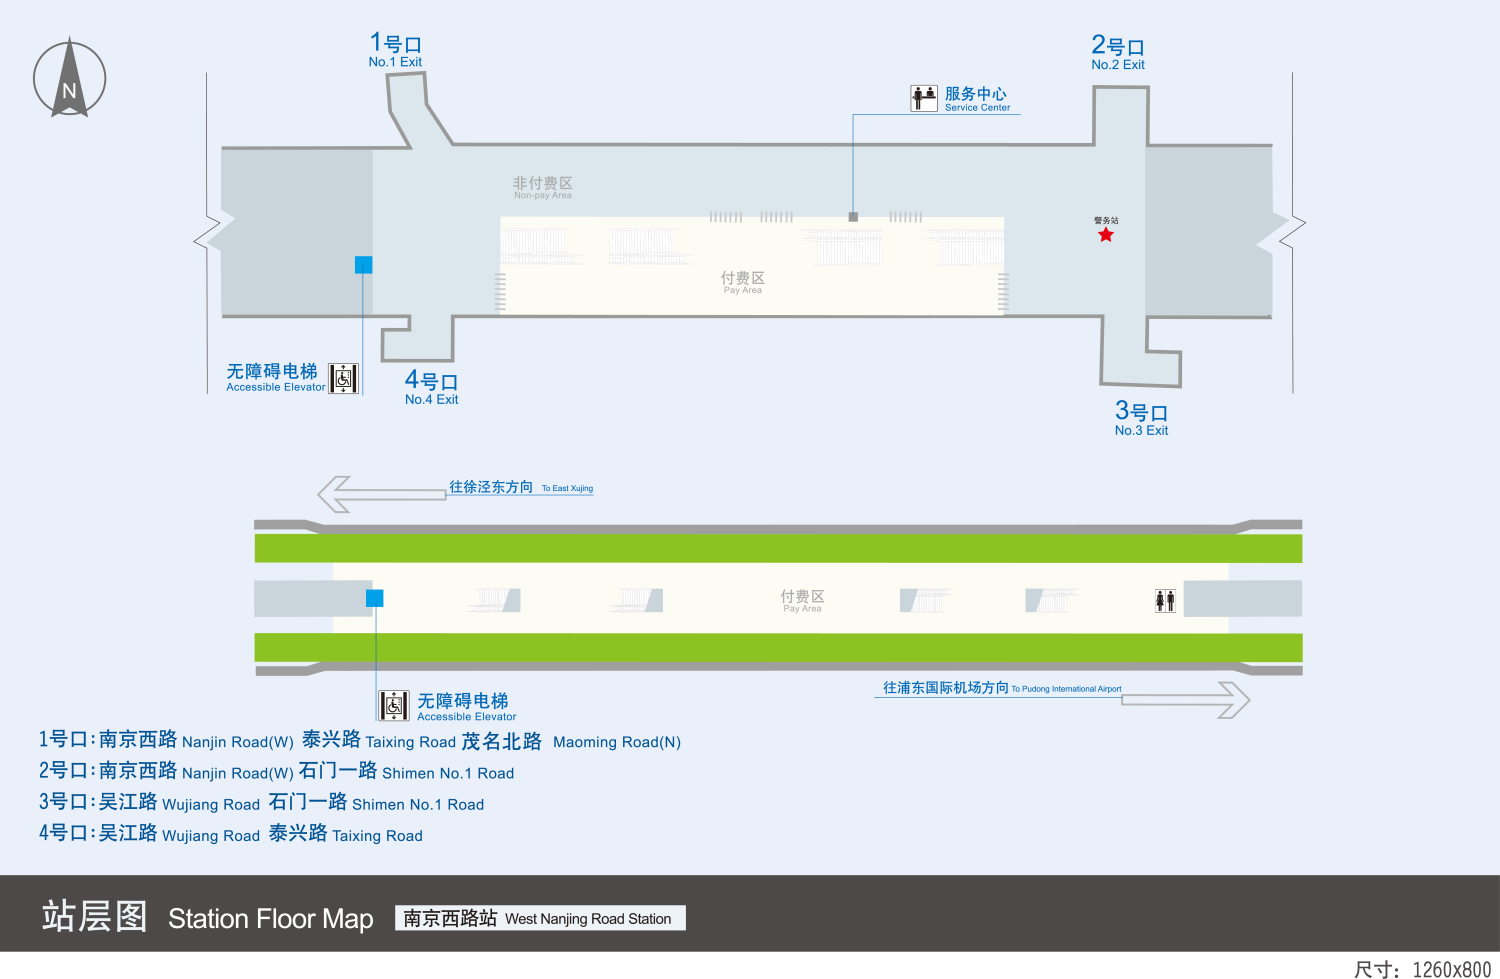 N
1号口
No.1 Exit
2号口
No.2 Exit
服务中心
Service Center
非付费区
Non-pay Area
警务站
付费区
Pay Area
无障碍电梯
Accessible Elevator
4号口
No.4 Exit
3号口
No.3 Exit
往徐泾东方向 To East Xujing
付费区
Pay Area
往浦东国际机场方向 To Pudong International Airport
无障碍电梯
Accessible Elevator
1号口:南京西路 Nanjin Road(W) 泰兴路 Taixing Road 茂名北路 Maoming Road(N)
2号口:南京西路 Nanjin Road(W) 石门一路 Shimen No.1 Road
3号口:吴江路 Wujiang Road 石门一路 Shimen No.1 Road
4号口:吴江路 Wujiang Road 泰兴路 Taixing Road
站层图 Station Floor Map 南京西路站 West Nanjing Road Station
尺寸：1260x800